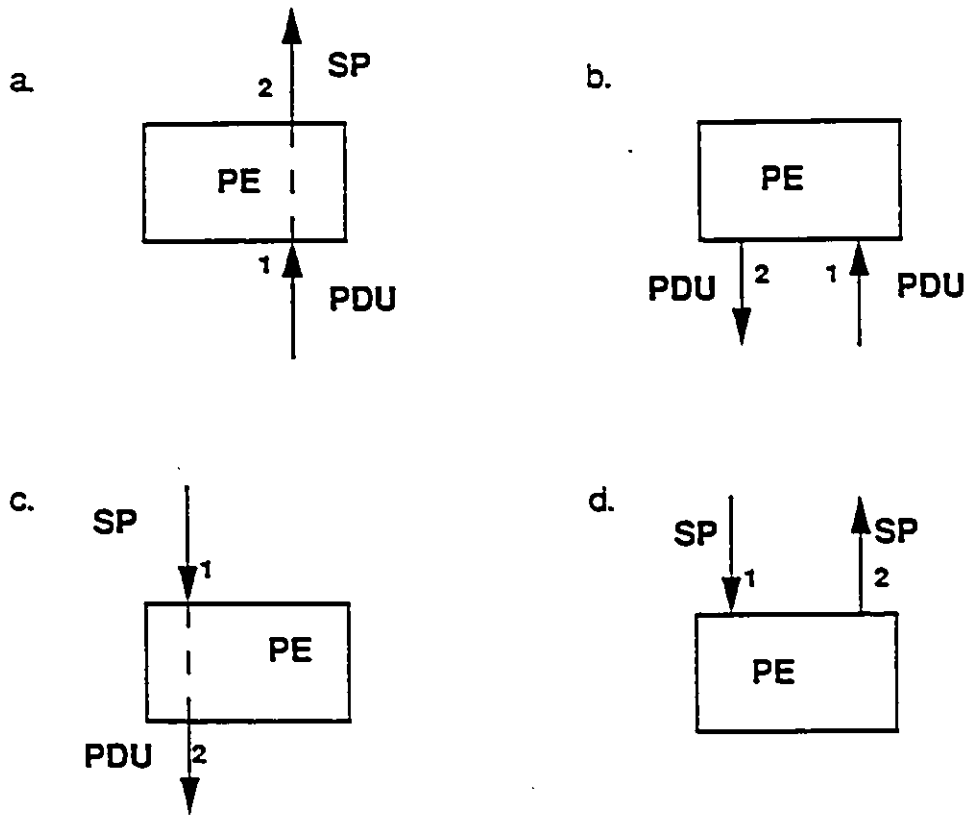 a.
2 SP
PE
1
PDU
b.
PE
PDU 2 1 PDU
c.
SP
1
PE
PDU 2
d.
SP 1 SP
2
PE